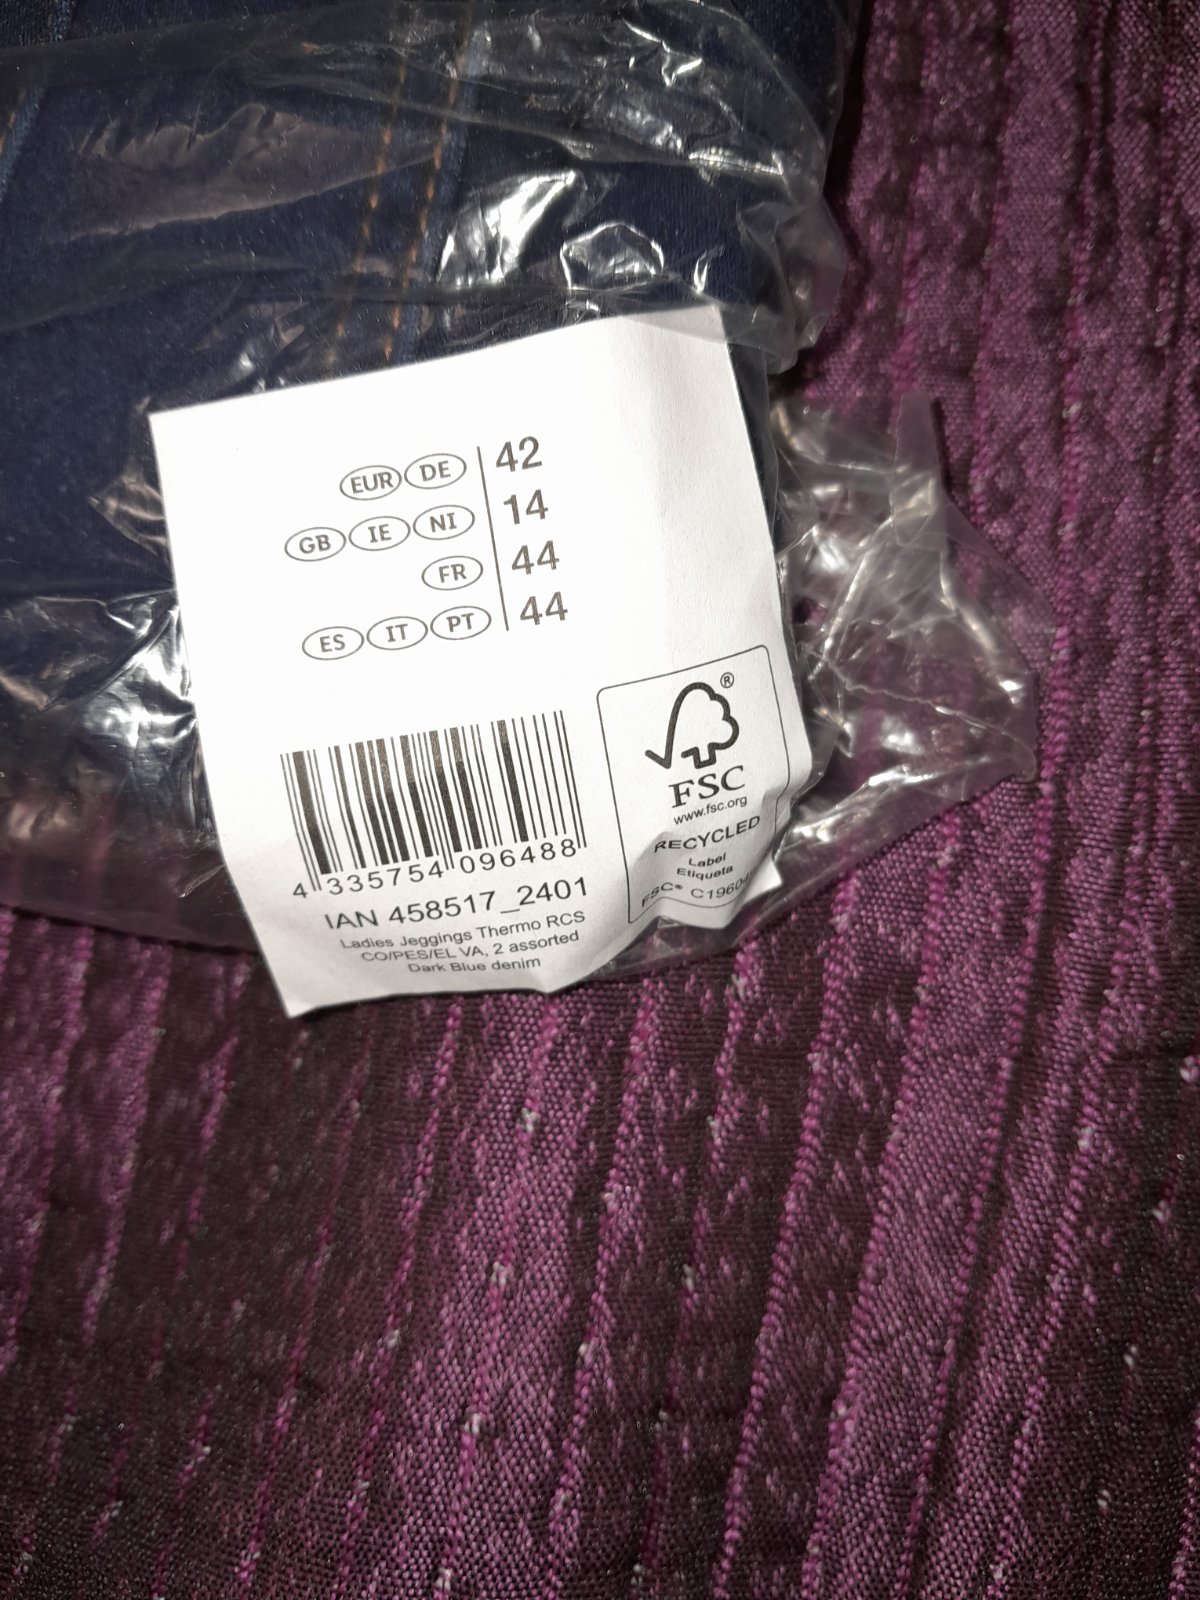 EUR DE 42
GB IE NI 14
FR 44
ES IT PT 44
®
FSC
www.fsc.org
RECYCLED
Label
Etiqueta
FSC® C1960
4 335754 096488
IAN 458517_2401
Ladies Jeggings Thermo RCS
CO/PES/EL VA, 2 assorted
Dark Blue denim